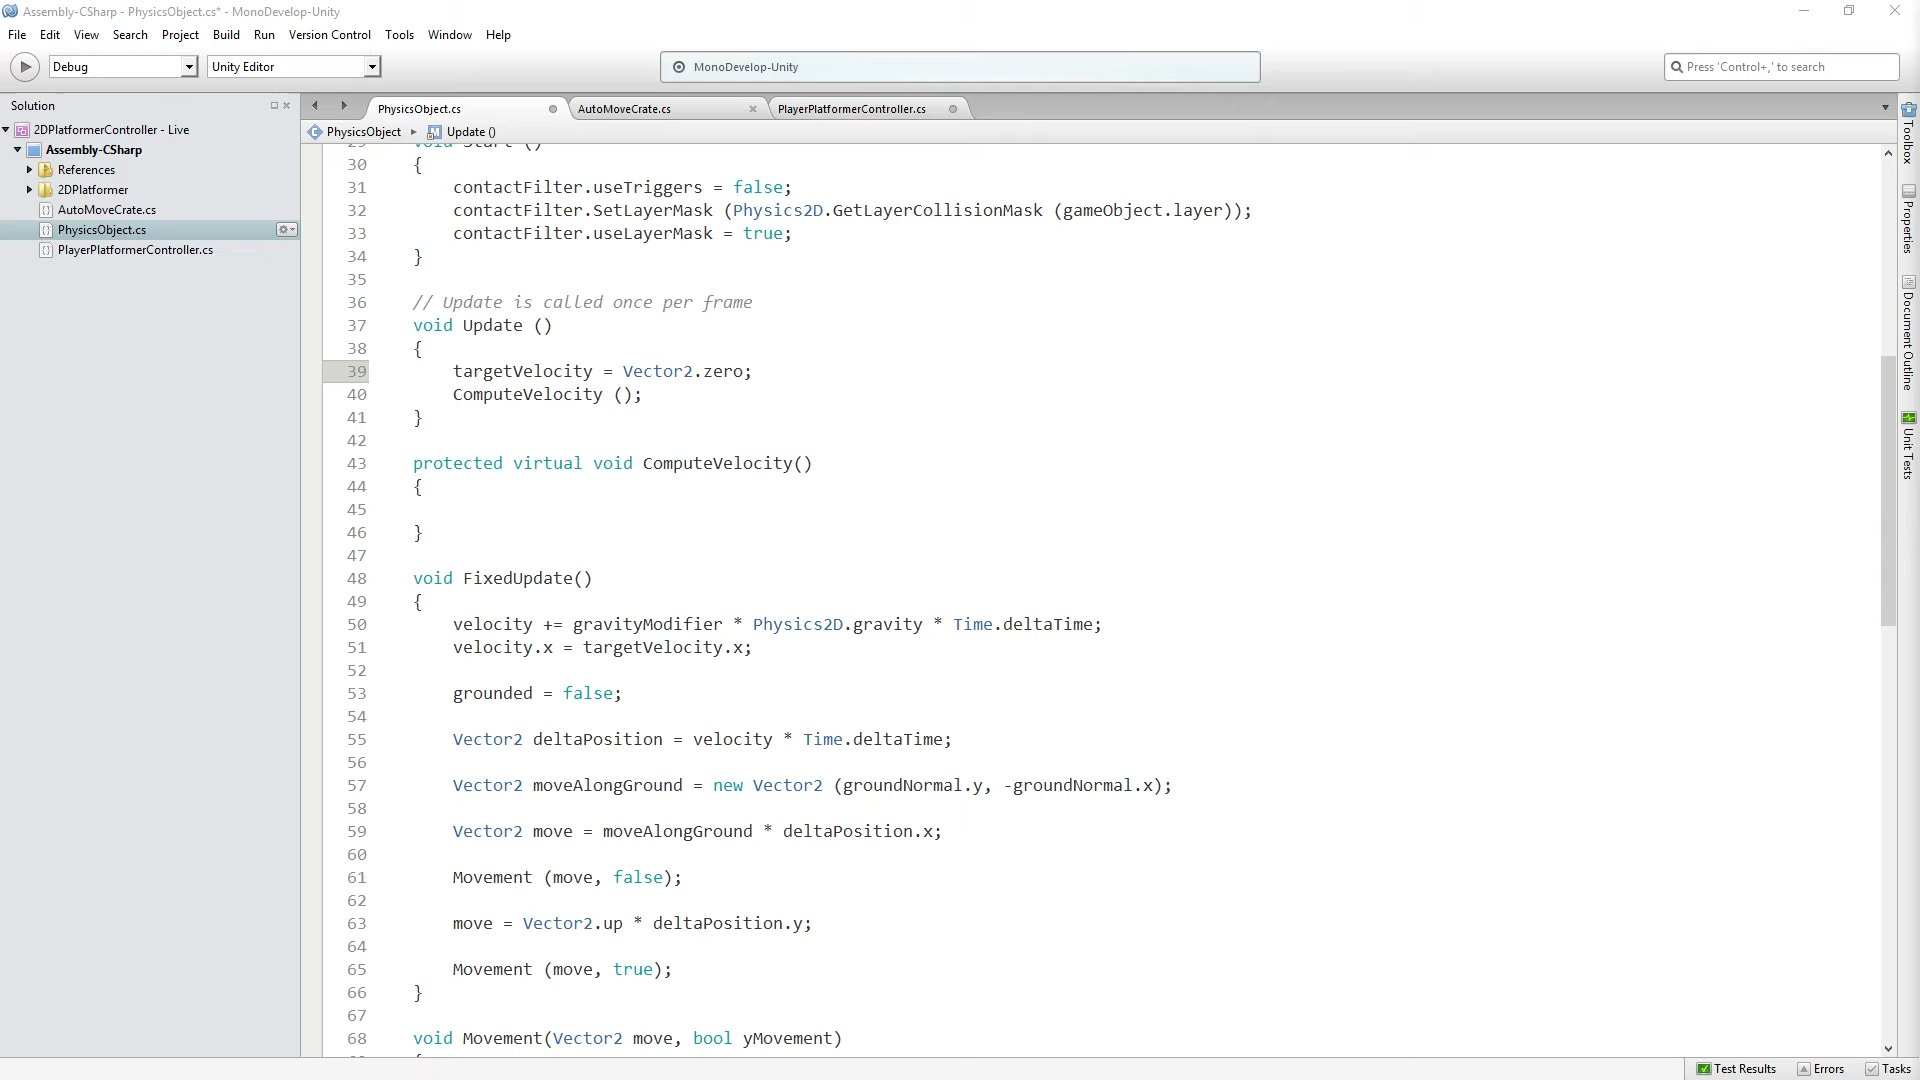 Assembly-CSharp - PhysicsObject.cs* - MonoDevelop-Unity
File Edit View Search Project Build Run Version Control Tools Window Help
Debug Unity Editor MonoDevelop-Unity Press 'Control+,' to search
Solution PhysicsObject.cs AutoMoveCrate.cs PlayerPlatformerController.cs
2DPlatformerController - Live
Assembly-CSharp
References
2DPlatformer
AutoMoveCrate.cs
PhysicsObject.cs
PlayerPlatformerController.cs
PhysicsObject Update ()
29 void Start ()
30 {
31 contactFilter.useTriggers = false;
32 contactFilter.SetLayerMask (Physics2D.GetLayerCollisionMask (gameObject.layer));
33 contactFilter.useLayerMask = true;
34 }
35
36 // Update is called once per frame
37 void Update ()
38 {
39 targetVelocity = Vector2.zero;
40 ComputeVelocity ();
41 }
42
43 protected virtual void ComputeVelocity()
44 {
45
46 }
47
48 void FixedUpdate()
49 {
50 velocity += gravityModifier * Physics2D.gravity * Time.deltaTime;
51 velocity.x = targetVelocity.x;
52
53 grounded = false;
54
55 Vector2 deltaPosition = velocity * Time.deltaTime;
56
57 Vector2 moveAlongGround = new Vector2 (groundNormal.y, -groundNormal.x);
58
59 Vector2 move = moveAlongGround * deltaPosition.x;
60
61 Movement (move, false);
62
63 move = Vector2.up * deltaPosition.y;
64
65 Movement (move, true);
66 }
67
68 void Movement(Vector2 move, bool yMovement)
Toolbox
Properties
Document Outline
Unit Tests
Test Results Errors Tasks